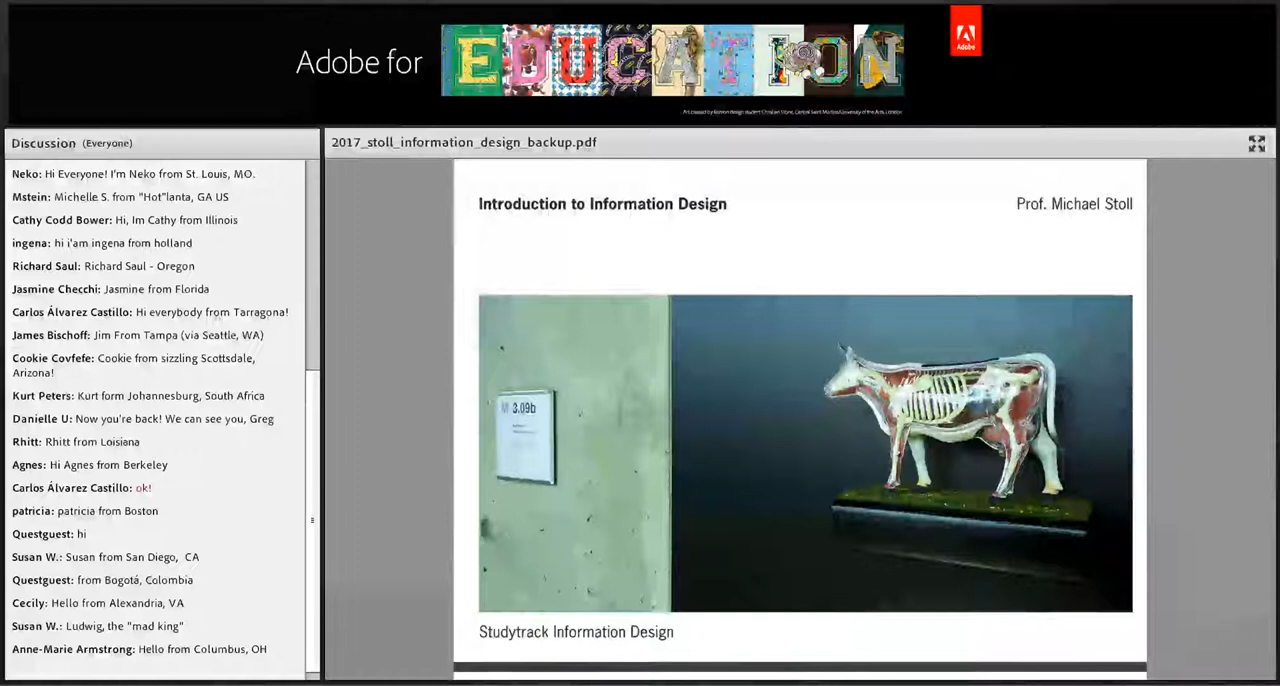 Adobe for EDUCATION
Adobe
Discussion (Everyone)
Neko: Hi Everyone! I'm Neko from St. Louis, MO.
Mstein: Michelle S. from "Hot"lanta, GA US
Cathy Codd Bower: Hi, Im Cathy from Illinois
ingena: hi i'am ingena from holland
Richard Saul: Richard Saul - Oregon
Jasmine Checchi: Jasmine from Florida
Carlos Álvarez Castillo: Hi everybody from Tarragona!
James Bischoff: Jim From Tampa (via Seattle, WA)
Cookie Covfefe: Cookie from sizzling Scottsdale,
Arizona!
Kurt Peters: Kurt form Johannesburg, South Africa
Danielle U: Now you're back! We can see you, Greg
Rhitt: Rhitt from Loisiana
Agnes: Hi Agnes from Berkeley
Carlos Álvarez Castillo: ok!
patricia: patricia from Boston
Questguest: hi
Susan W.: Susan from San Diego, CA
Questguest: from Bogotá, Colombia
Cecily: Hello from Alexandria, VA
Susan W.: Ludwig, the "mad king"
Anne-Marie Armstrong: Hello from Columbus, OH
2017_stoll_information_design_backup.pdf
Introduction to Information Design
Prof. Michael Stoll
M 3.09b
Studytrack Information Design